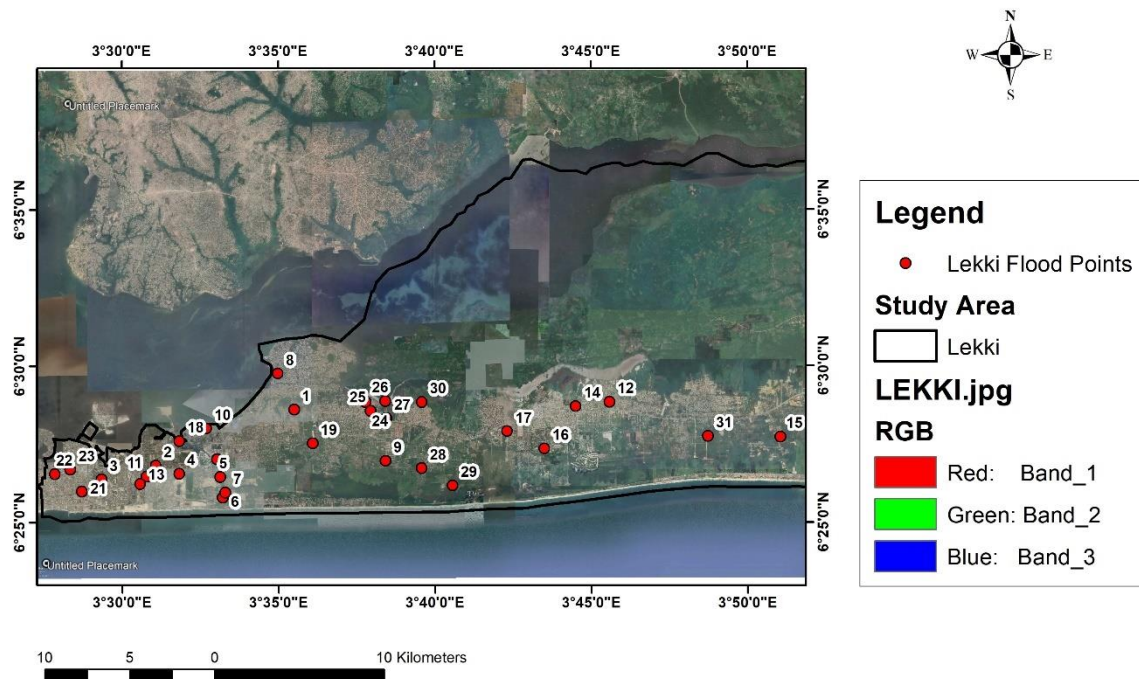 N
W E
S
3°30'0"E 3°35'0"E 3°40'0"E 3°45'0"E 3°50'0"E
Untitled Placemark
6°35'0"N 6°35'0"N
6°30'0"N 6°30'0"N
8
26 30
25 27
1 24
14 12
10 17 31 15
18 19 16
2 9 28
23 3 11 4 5
22 13 7 29
21 6
6°25'0"N 6°25'0"N
Untitled Placemark
3°30'0"E 3°35'0"E 3°40'0"E 3°45'0"E 3°50'0"E
10 5 0 10 Kilometers
Legend
Lekki Flood Points
Study Area
Lekki
LEKKI.jpg
RGB
Red: Band_1
Green: Band_2
Blue: Band_3